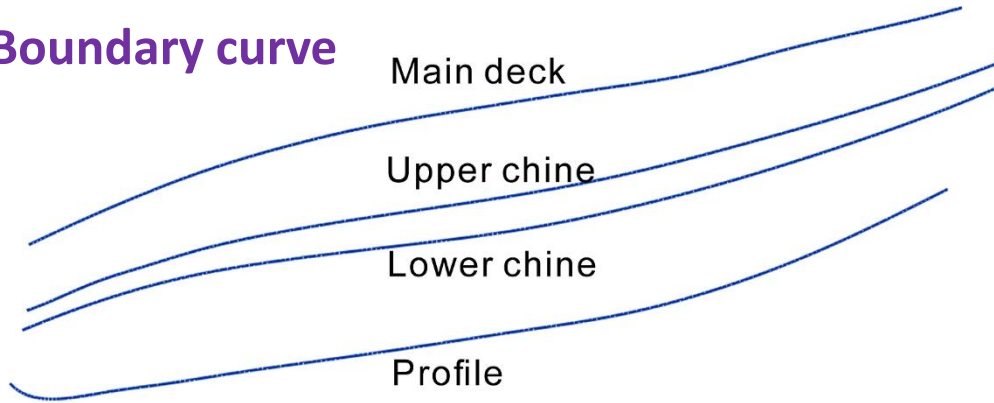 Boundary curve
Main deck
Upper chine
Lower chine
Profile